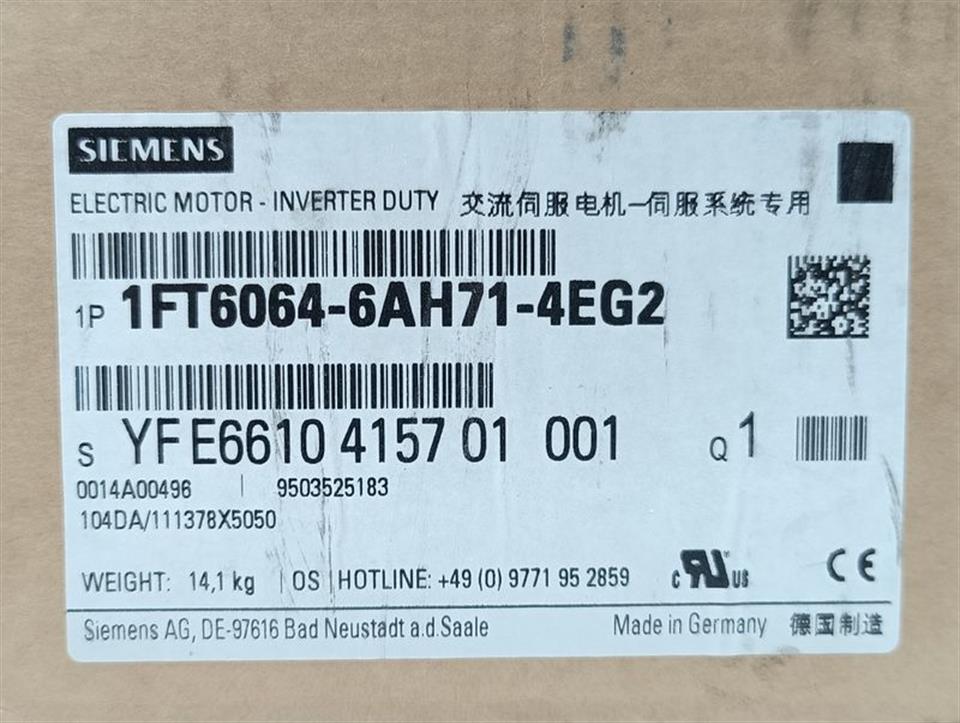 SIEMENS
ELECTRIC MOTOR - INVERTER DUTY 交流伺服电机—伺服系统专用
1P 1FT6064-6AH71-4EG2
S YFE6610 4157 01 001 Q 1
0014A00496 | 9503525183
104DA/111378X5050
WEIGHT: 14,1 kg | OS | HOTLINE: +49 (0) 9771 95 2859 c RU US CE
Siemens AG, DE-97616 Bad Neustadt a.d.Saale Made in Germany 德国制造